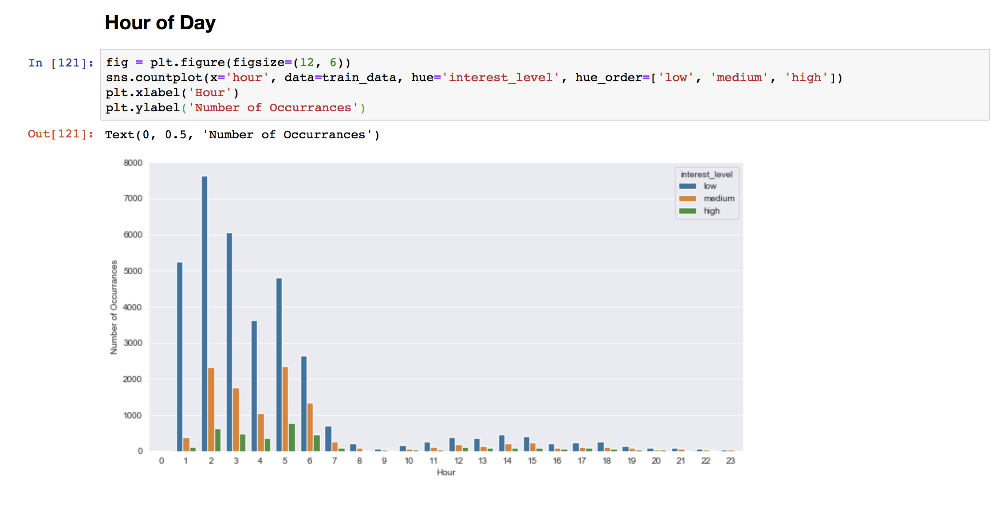 Hour of Day
In [121]:
fig = plt.figure(figsize=(12, 6))
sns.countplot(x='hour', data=train_data, hue='interest_level', hue_order=['low', 'medium', 'high'])
plt.xlabel('Hour')
plt.ylabel('Number of Occurrances')
Out[121]: Text(0, 0.5, 'Number of Occurrances')
8000
7000
6000
5000
4000
3000
2000
1000
0
Number of Occurrances
interest_level
low
medium
high
0 1 2 3 4 5 6 7 8 9 10 11 12 13 14 15 16 17 18 19 20 21 22 23
Hour